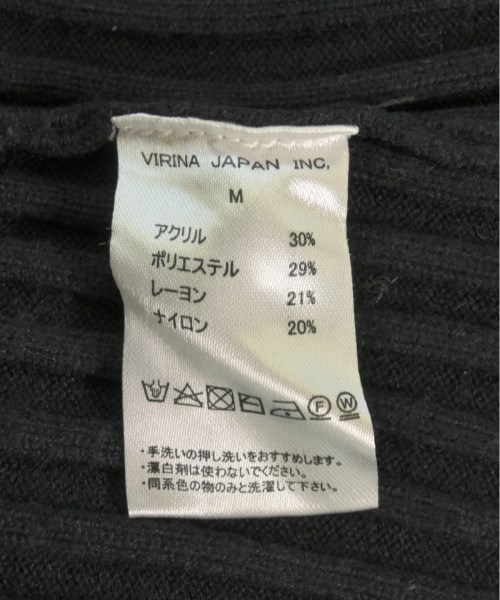 VIRINA JAPAN INC.
M
アクリル 30%
ポリエステル 29%
レーヨン 21%
ナイロン 20%
F W
・手洗いの押し洗いをおすすめします。
・漂白剤は使わないでください。
・同系色の物のみと洗濯して下さい。